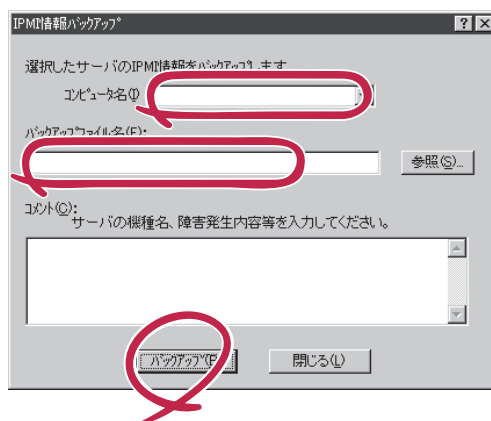 IPMI情報ﾊﾞｯｸｱｯﾌﾟ
選択したサーバのIPMI情報をﾊﾞｯｸｱｯﾌﾟします
ｺﾝﾋﾟｭｰﾀ名(I)
ﾊﾞｯｸｱｯﾌﾟﾌｧｲﾙ名(F):
参照(S)...
ｺﾒﾝﾄ(C):
サーバの機種名、障害発生内容等を入力してください。
ﾊﾞｯｸｱｯﾌﾟ(B)
閉じる(L)